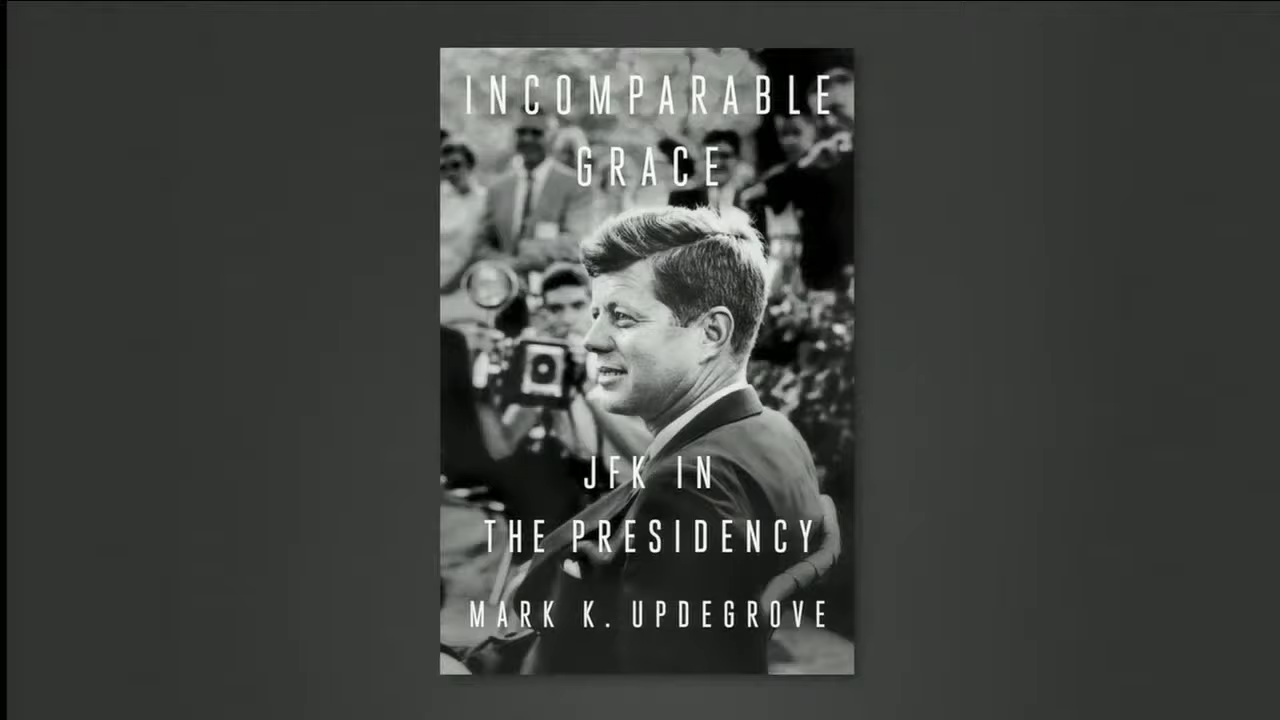 INCOMPARABLE
GRACE
JFK IN
THE PRESIDENCY
MARK K. UPDEGROVE